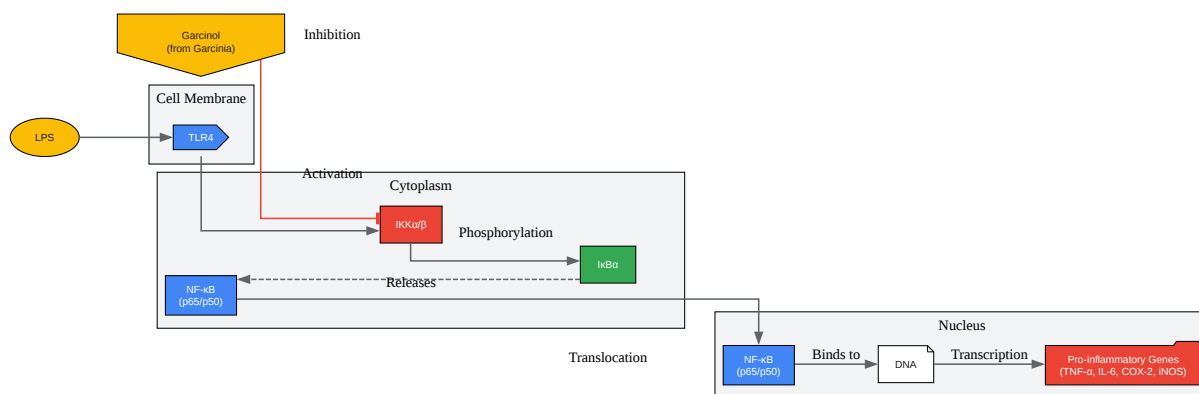 Garcinol
(from Garcinia)
Inhibition
Cell Membrane
LPS
TLR4
Activation
Cytoplasm
IKKα/β
Phosphorylation
IκBα
Releases
NF-κB
(p65/p50)
Translocation
Nucleus
NF-κB
(p65/p50)
Binds to
DNA
Transcription
Pro-inflammatory Genes
(TNF-α, IL-6, COX-2, iNOS)